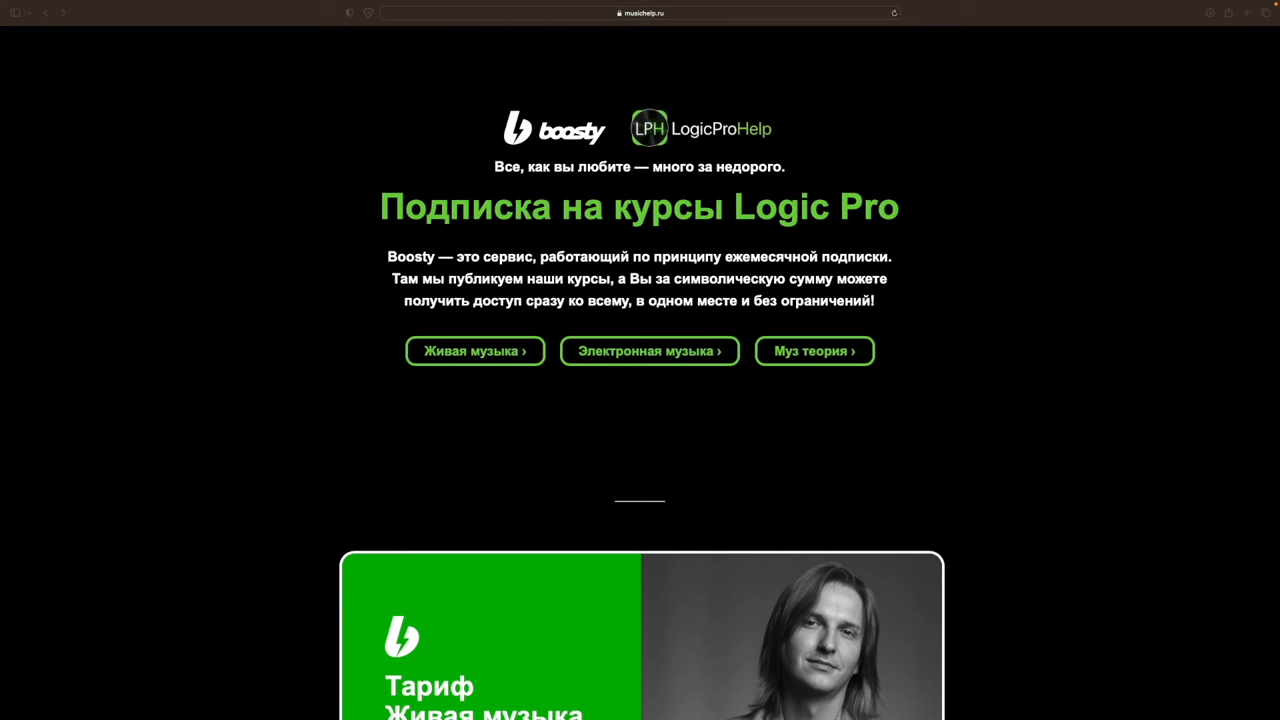 musichelp.ru
boosty
LPH LogicProHelp
Все, как вы любите — много за недорого.
Подписка на курсы Logic Pro
Boosty — это сервис, работающий по принципу ежемесячной подписки.
Там мы публикуем наши курсы, а Вы за символическую сумму можете
получить доступ сразу ко всему, в одном месте и без ограничений!
Живая музыка ›
Электронная музыка ›
Муз теория ›
Тариф
Живая музыка